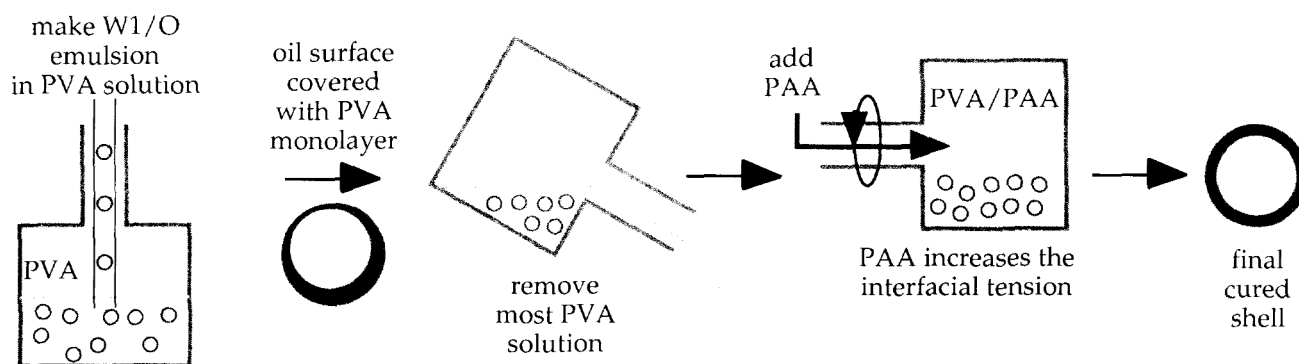 make W1/O
emulsion
in PVA solution
PVA
oil surface
covered
with PVA
monolayer
remove
most PVA
solution
add
PAA
PVA/PAA
PAA increases the
interfacial tension
final
cured
shell